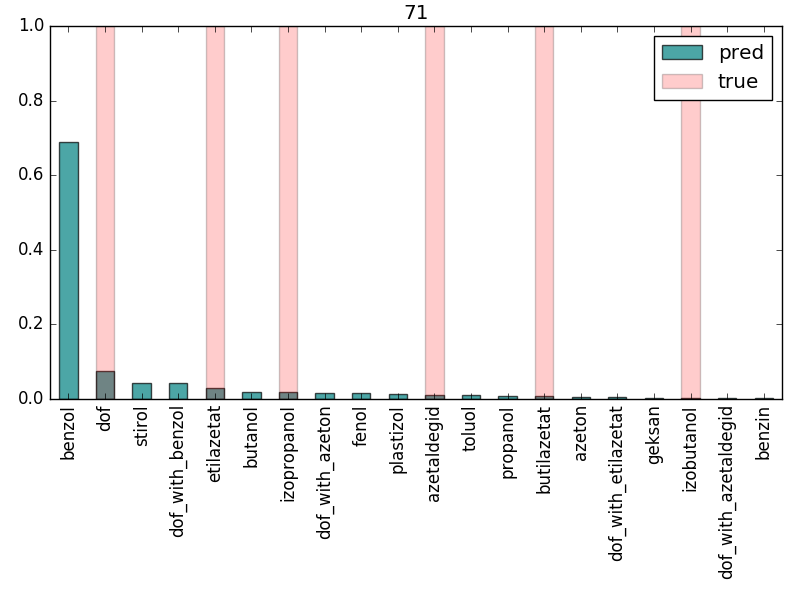 71
1.0
0.8
0.6
0.4
0.2
0.0
pred
true
benzol
dof
stirol
dof_with_benzol
etilazetat
butanol
izopropanol
dof_with_azeton
fenol
plastizol
azetaldegid
toluol
propanol
butilazetat
azeton
dof_with_etilazetat
geksan
izobutanol
dof_with_azetaldegid
benzin